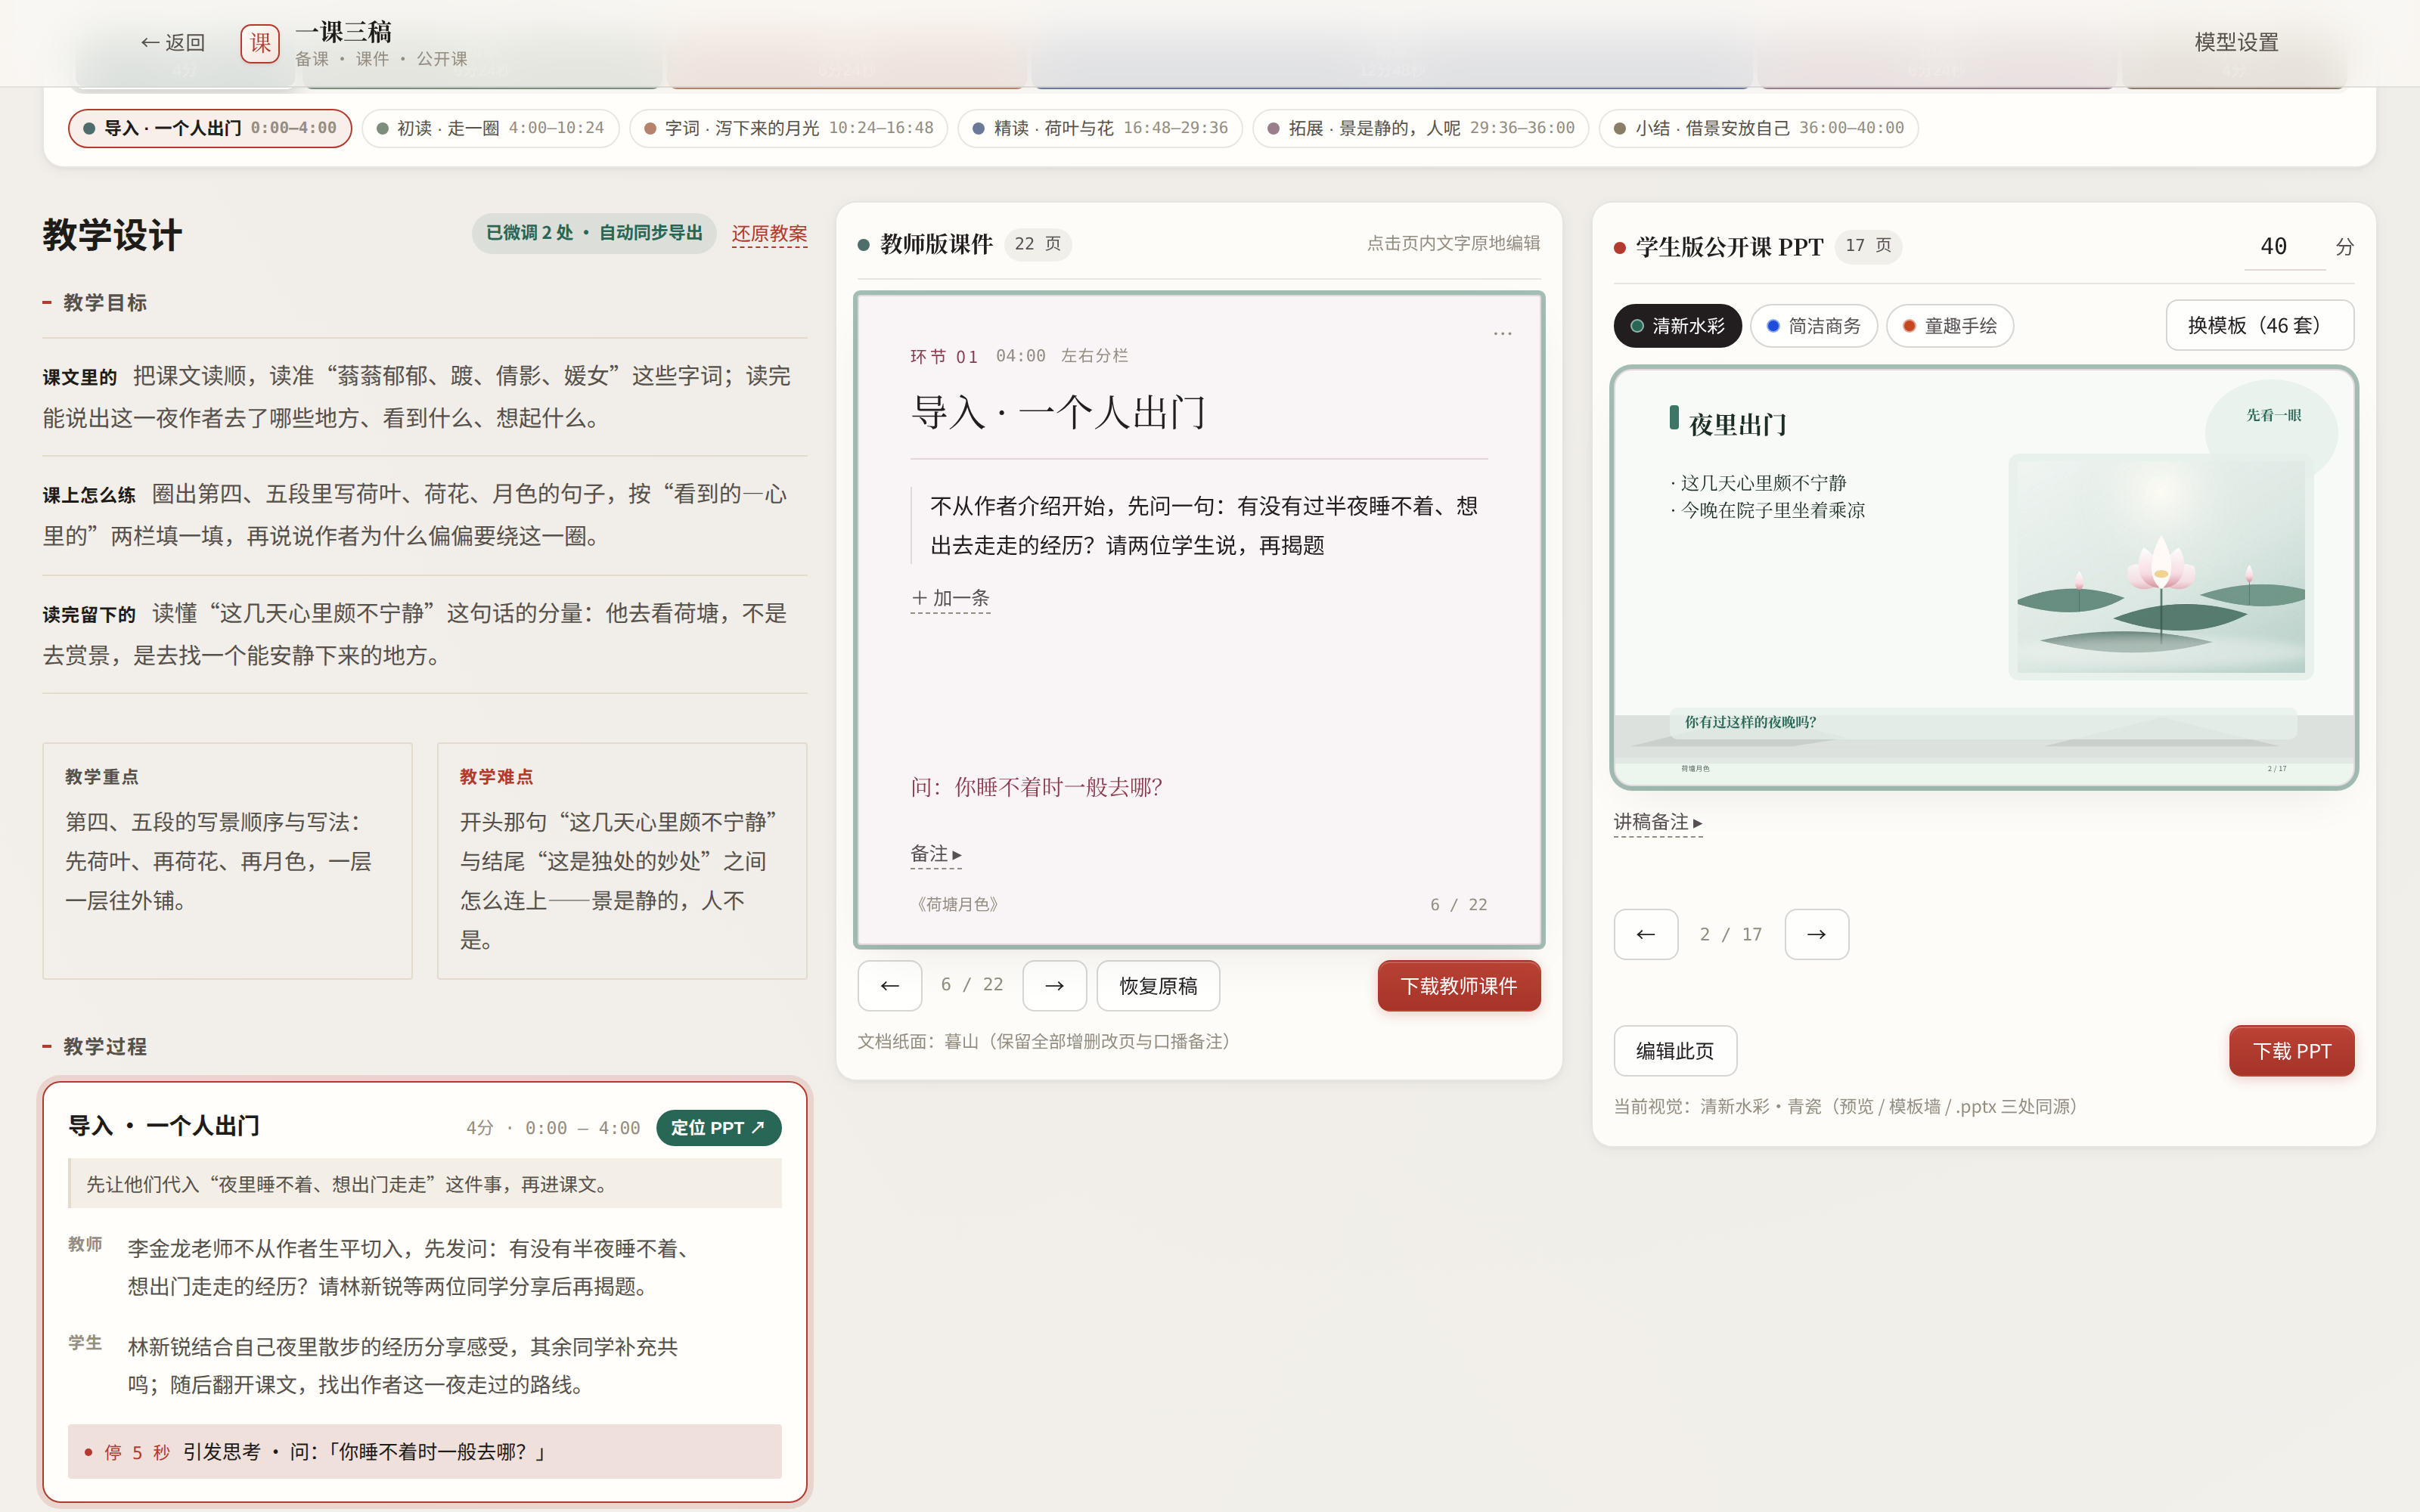 ← 返回
课
一课三稿
备课 · 课件 · 公开课
模型设置
4分
12分48秒
导入 · 一个人出门 0:00—4:00
初读 · 走一圈 4:00—10:24
字词 · 泻下来的月光 10:24—16:48
精读 · 荷叶与花 16:48—29:36
拓展 · 景是静的，人呢 29:36—36:00
小结 · 借景安放自己 36:00—40:00
教学设计
已微调 2 处 · 自动同步导出
还原教案
教学目标
课文里的 把课文读顺，读准“蓊蓊郁郁、踱、倩影、媛女”这些字词；读完
能说出这一夜作者去了哪些地方、看到什么、想起什么。
课上怎么练 圈出第四、五段里写荷叶、荷花、月色的句子，按“看到的—心
里的”两栏填一填，再说说作者为什么偏偏要绕这一圈。
读完留下的 读懂“这几天心里颇不宁静”这句话的分量：他去看荷塘，不是
去赏景，是去找一个能安静下来的地方。
教学重点
第四、五段的写景顺序与写法：
先荷叶、再荷花、再月色，一层
一层往外铺。
教学难点
开头那句“这几天心里颇不宁静”
与结尾“这是独处的妙处”之间
怎么连上——景是静的，人不
是。
教学过程
导入 · 一个人出门
4分 · 0:00 — 4:00
定位 PPT ↗
先让他们代入“夜里睡不着、想出门走走”这件事，再进课文。
教师
李金龙老师不从作者生平切入，先发问：有没有半夜睡不着、
想出门走走的经历？请林新锐等两位同学分享后再揭题。
学生
林新锐结合自己夜里散步的经历分享感受，其余同学补充共
鸣；随后翻开课文，找出作者这一夜走过的路线。
停 5 秒 引发思考 · 问：「你睡不着时一般去哪？」
教师版课件 22 页
点击页内文字原地编辑
…
环节 01 04:00 左右分栏
导入 · 一个人出门
不从作者介绍开始，先问一句：有没有过半夜睡不着、想
出去走走的经历？请两位学生说，再揭题
＋ 加一条
问：你睡不着时一般去哪？
备注 ▸
《荷塘月色》
6 / 22
← 6 / 22 → 恢复原稿
下载教师课件
文档纸面：暮山（保留全部增删改页与口播备注）
学生版公开课 PPT 17 页
40 分
清新水彩
简洁商务
童趣手绘
换模板（46 套）
夜里出门
先看一眼
· 这几天心里颇不宁静
· 今晚在院子里坐着乘凉
你有过这样的夜晚吗？
荷塘月色
2 / 17
讲稿备注 ▸
← 2 / 17 →
编辑此页
下载 PPT
当前视觉：清新水彩 · 青瓷（预览 / 模板墙 / .pptx 三处同源）